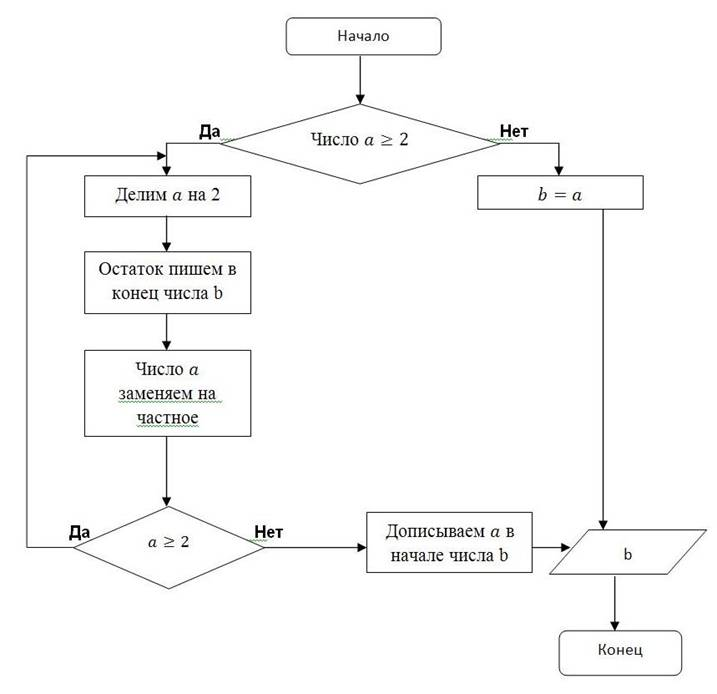 Начало
Да
Число a ≥ 2
Нет
Делим a на 2
b = a
Остаток пишем в
конец числа b
Число a
заменяем на
частное
Да
a ≥ 2
Нет
Дописываем a в
начале числа b
b
Конец